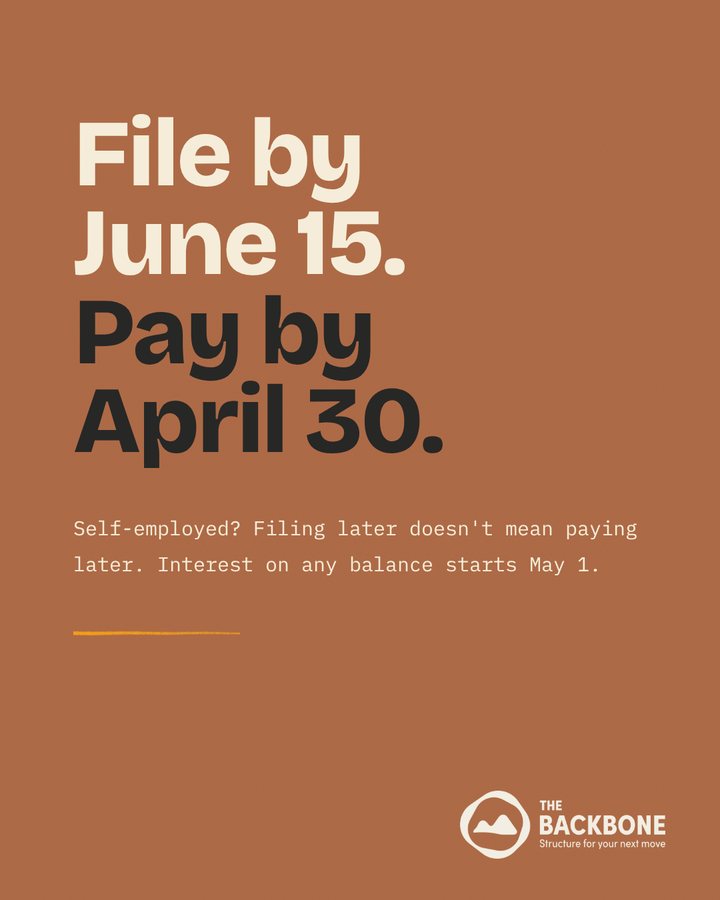 File by
June 15.
Pay by
April 30.
Self-employed? Filing later doesn't mean paying
later. Interest on any balance starts May 1.
THE
BACKBONE
Structure for your next move